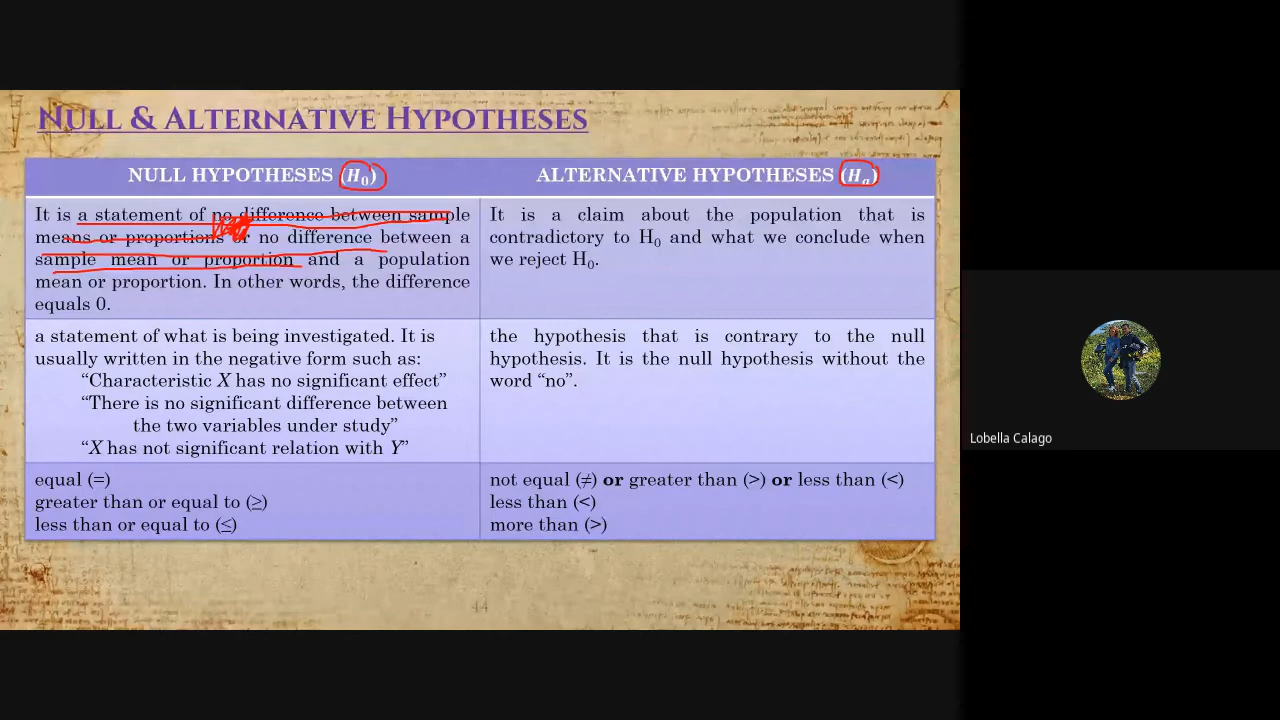 NULL & ALTERNATIVE HYPOTHESES
NULL HYPOTHESES (H₀)
It is a statement of no difference between sample
means or proportions or no difference between a
sample mean or proportion and a population
mean or proportion. In other words, the difference
equals 0.
a statement of what is being investigated. It is
usually written in the negative form such as:
“Characteristic X has no significant effect”
“There is no significant difference between
the two variables under study”
“X has not significant relation with Y”
equal (=)
greater than or equal to (≥)
less than or equal to (≤)
ALTERNATIVE HYPOTHESES (Hₐ)
It is a claim about the population that is
contradictory to H₀ and what we conclude when
we reject H₀.
the hypothesis that is contrary to the null
hypothesis. It is the null hypothesis without the
word “no”.
not equal (≠) or greater than (>) or less than (<)
less than (<)
more than (>)
44
Lobella Calago